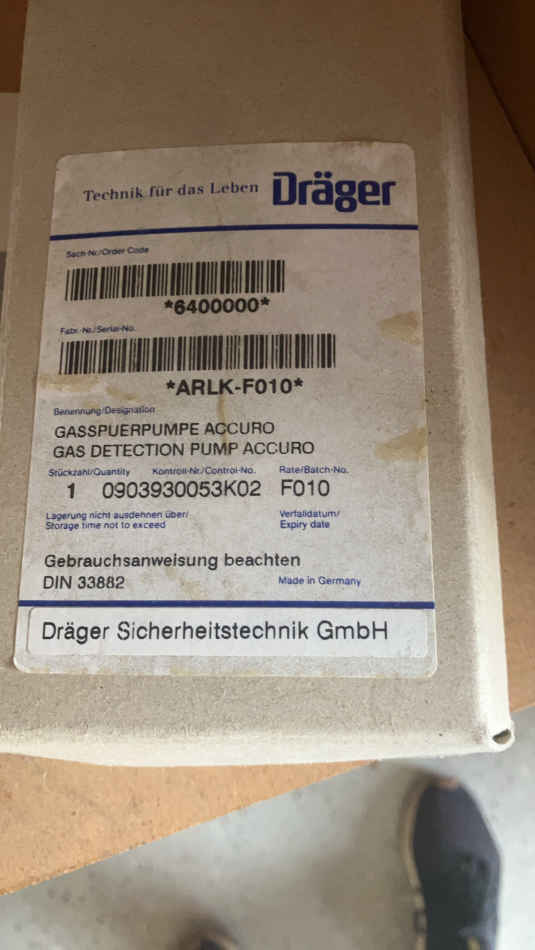 Technik für das Leben Dräger
Sach-Nr./Order Code
*6400000*
Fabr.-Nr./Serial-No.
*ARLK-F010*
Benennung/Designation
GASSPUERPUMPE ACCURO
GAS DETECTION PUMP ACCURO
Stückzahl/Quantity Kontroll-Nr./Control-No. Rate/Batch-No.
1 0903930053K02 F010
Lagerung nicht ausdehnen über/ Verfalldatum/
Storage time not to exceed Expiry date
Gebrauchsanweisung beachten
DIN 33882 Made in Germany
Dräger Sicherheitstechnik GmbH